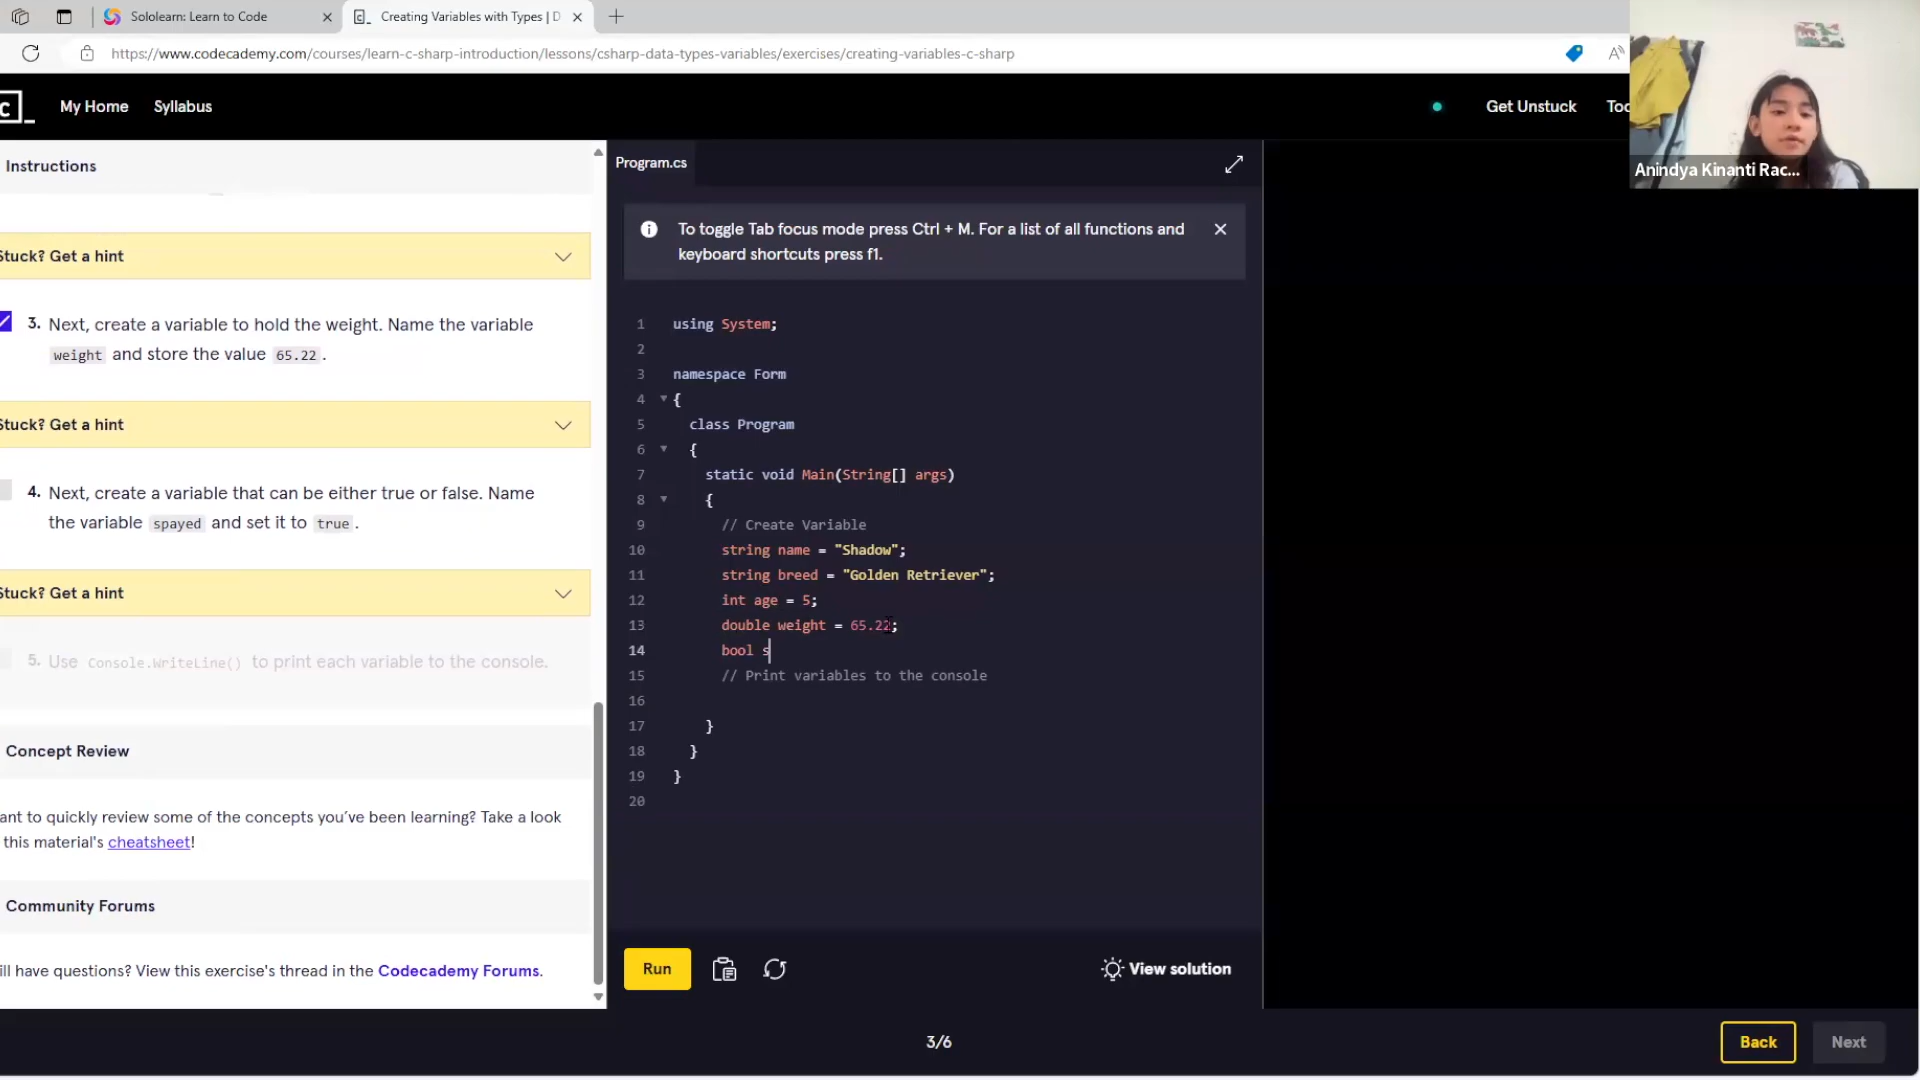 Sololearn: Learn to Code
Creating Variables with Types | D
https://www.codecademy.com/courses/learn-c-sharp-introduction/lessons/csharp-data-types-variables/exercises/creating-variables-c-sharp
My Home
Syllabus
Get Unstuck
Anindya Kinanti Rac...
Instructions
Stuck? Get a hint
3. Next, create a variable to hold the weight. Name the variable
weight and store the value 65.22.
Stuck? Get a hint
4. Next, create a variable that can be either true or false. Name
the variable spayed and set it to true.
Stuck? Get a hint
5. Use Console.WriteLine() to print each variable to the console.
Concept Review
ant to quickly review some of the concepts you've been learning? Take a look
this material's cheatsheet!
Community Forums
ill have questions? View this exercise's thread in the Codecademy Forums.
Program.cs
To toggle Tab focus mode press Ctrl + M. For a list of all functions and
keyboard shortcuts press f1.
1 using System;
2
3 namespace Form
4 {
5 class Program
6 {
7 static void Main(String[] args)
8 {
9 // Create Variable
10 string name = "Shadow";
11 string breed = "Golden Retriever";
12 int age = 5;
13 double weight = 65.22;
14 bool s
15 // Print variables to the console
16
17 }
18 }
19 }
20
Run
View solution
3/6
Back
Next